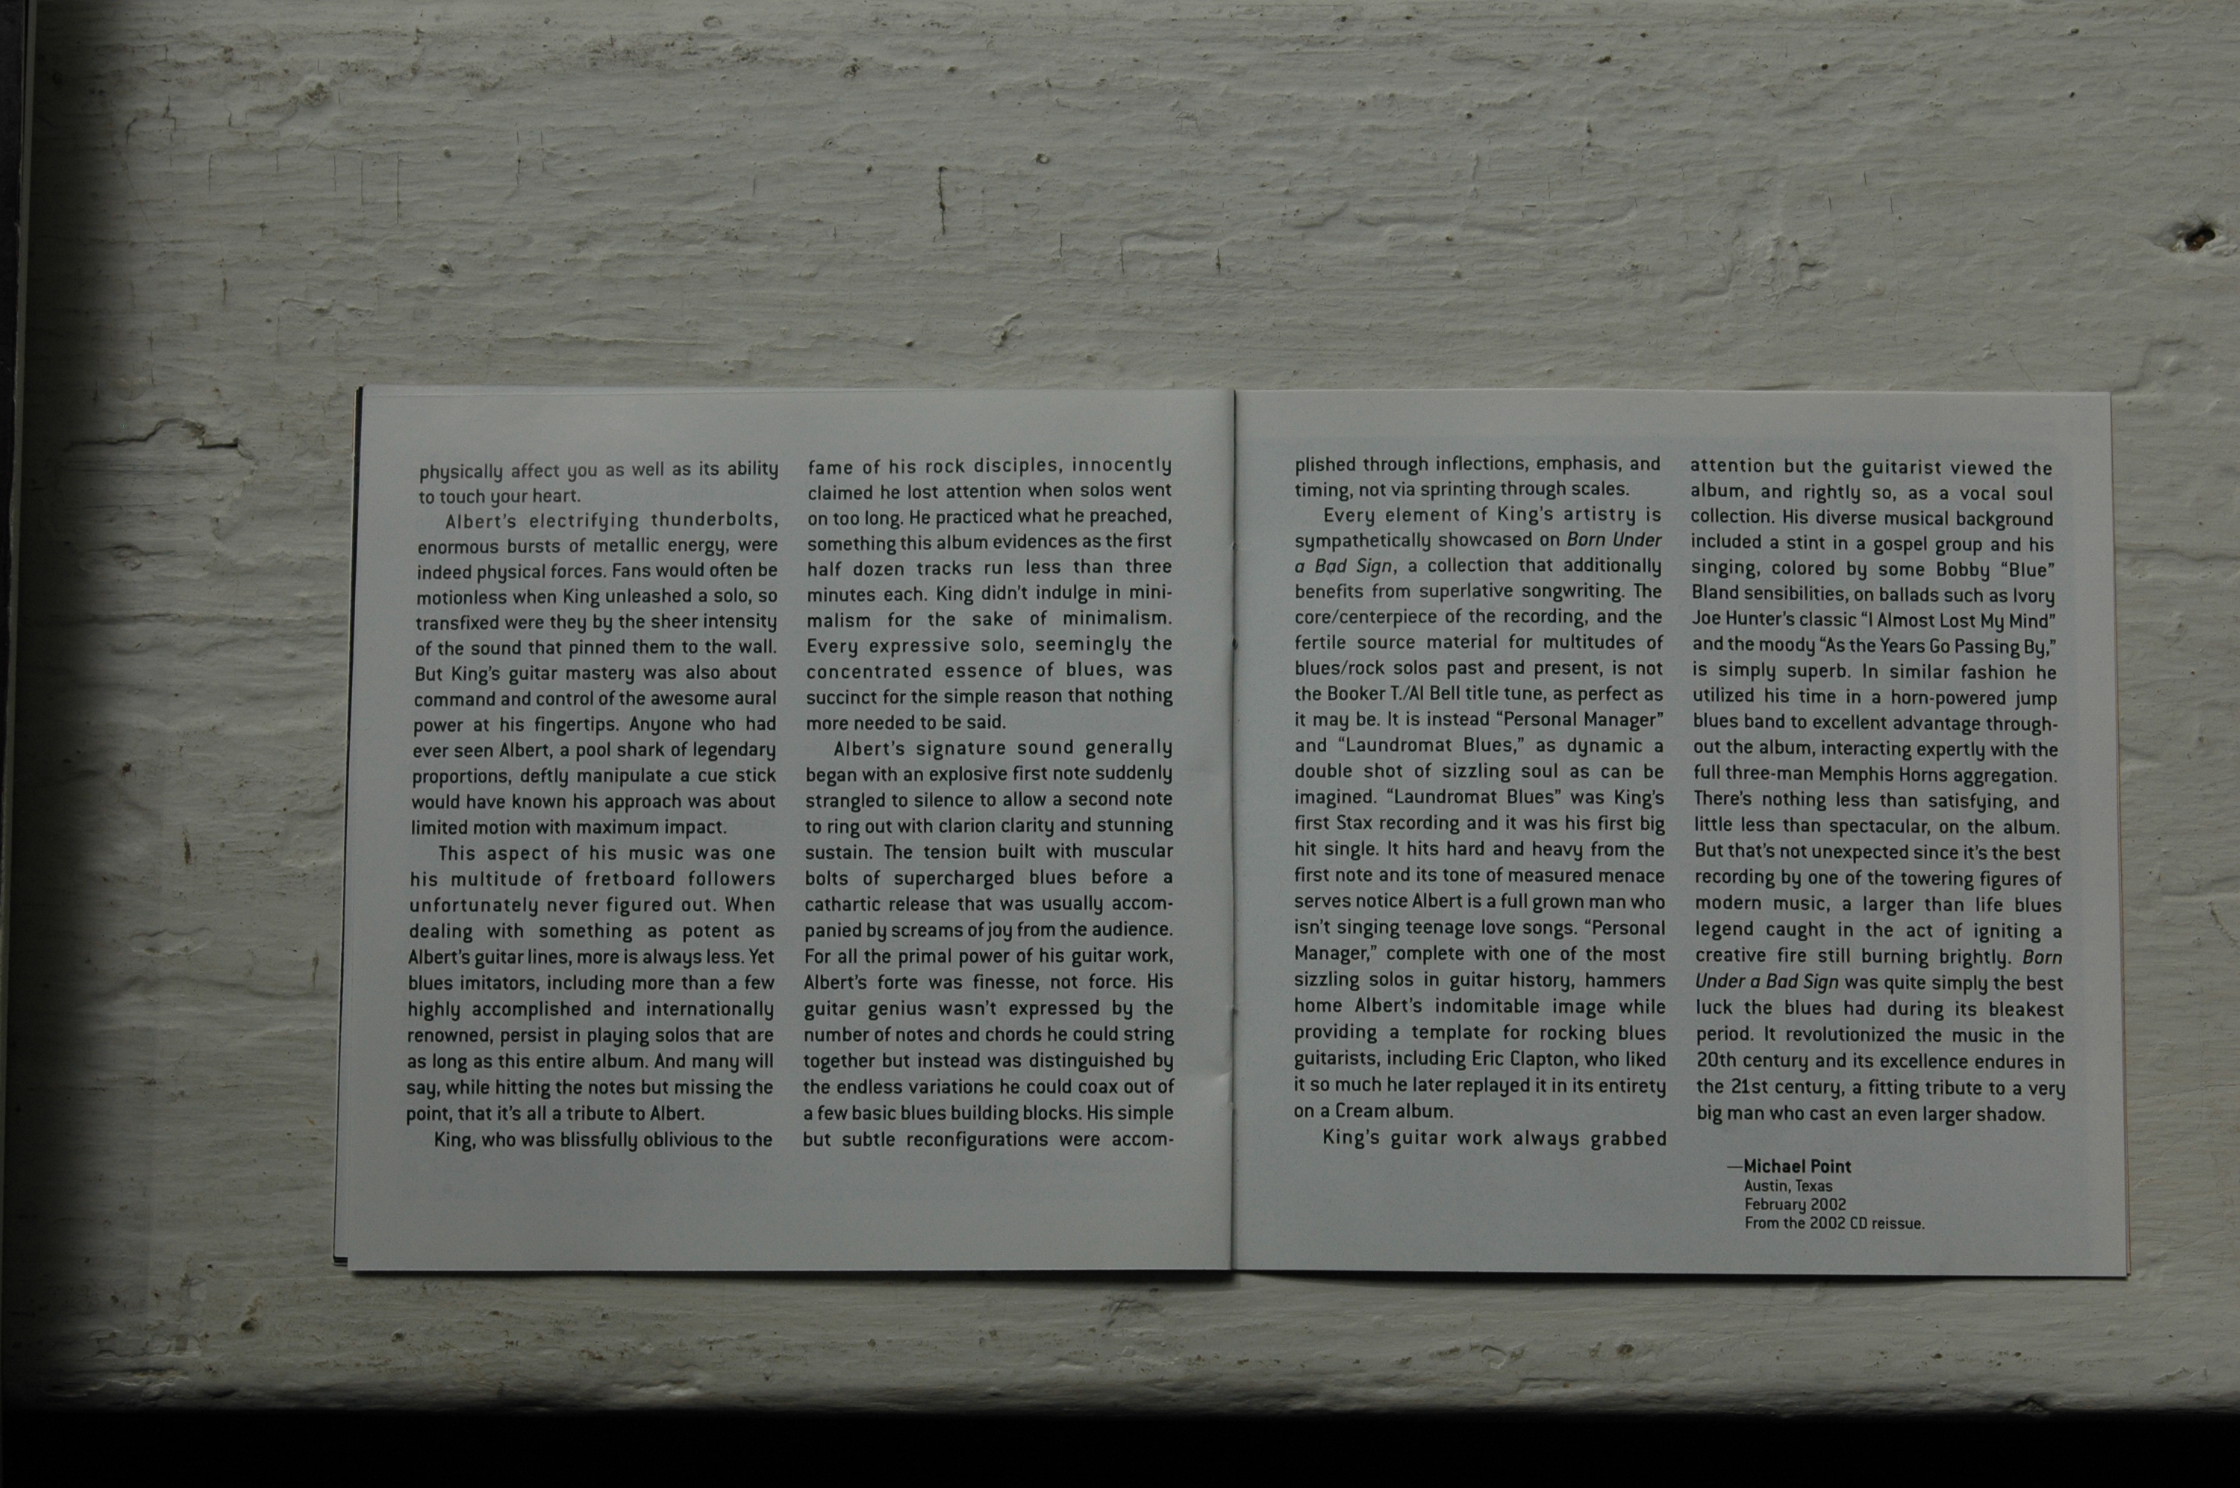 physically affect you as well as its ability
to touch your heart.
Albert's electrifying thunderbolts,
enormous bursts of metallic energy, were
indeed physical forces. Fans would often be
motionless when King unleashed a solo, so
transfixed were they by the sheer intensity
of the sound that pinned them to the wall.
But King's guitar mastery was also about
command and control of the awesome aural
power at his fingertips. Anyone who had
ever seen Albert, a pool shark of legendary
proportions, deftly manipulate a cue stick
would have known his approach was about
limited motion with maximum impact.
This aspect of his music was one
his multitude of fretboard followers
unfortunately never figured out. When
dealing with something as potent as
Albert's guitar lines, more is always less. Yet
blues imitators, including more than a few
highly accomplished and internationally
renowned, persist in playing solos that are
as long as this entire album. And many will
say, while hitting the notes but missing the
point, that it's all a tribute to Albert.
King, who was blissfully oblivious to the
fame of his rock disciples, innocently
claimed he lost attention when solos went
on too long. He practiced what he preached,
something this album evidences as the first
half dozen tracks run less than three
minutes each. King didn't indulge in mini-
malism for the sake of minimalism.
Every expressive solo, seemingly the
concentrated essence of blues, was
succinct for the simple reason that nothing
more needed to be said.
Albert's signature sound generally
began with an explosive first note suddenly
strangled to silence to allow a second note
to ring out with clarion clarity and stunning
sustain. The tension built with muscular
bolts of supercharged blues before a
cathartic release that was usually accom-
panied by screams of joy from the audience.
For all the primal power of his guitar work,
Albert's forte was finesse, not force. His
guitar genius wasn't expressed by the
number of notes and chords he could string
together but instead was distinguished by
the endless variations he could coax out of
a few basic blues building blocks. His simple
but subtle reconfigurations were accom-
plished through inflections, emphasis, and
timing, not via sprinting through scales.
Every element of King's artistry is
sympathetically showcased on Born Under
a Bad Sign, a collection that additionally
benefits from superlative songwriting. The
core/centerpiece of the recording, and the
fertile source material for multitudes of
blues/rock solos past and present, is not
the Booker T./Al Bell title tune, as perfect as
it may be. It is instead “Personal Manager”
and “Laundromat Blues,” as dynamic a
double shot of sizzling soul as can be
imagined. “Laundromat Blues” was King's
first Stax recording and it was his first big
hit single. It hits hard and heavy from the
first note and its tone of measured menace
serves notice Albert is a full grown man who
isn't singing teenage love songs. “Personal
Manager,” complete with one of the most
sizzling solos in guitar history, hammers
home Albert's indomitable image while
providing a template for rocking blues
guitarists, including Eric Clapton, who liked
it so much he later replayed it in its entirety
on a Cream album.
King's guitar work always grabbed
attention but the guitarist viewed the
album, and rightly so, as a vocal soul
collection. His diverse musical background
included a stint in a gospel group and his
singing, colored by some Bobby “Blue”
Bland sensibilities, on ballads such as Ivory
Joe Hunter's classic “I Almost Lost My Mind”
and the moody “As the Years Go Passing By,”
is simply superb. In similar fashion he
utilized his time in a horn-powered jump
blues band to excellent advantage through-
out the album, interacting expertly with the
full three-man Memphis Horns aggregation.
There's nothing less than satisfying, and
little less than spectacular, on the album.
But that's not unexpected since it's the best
recording by one of the towering figures of
modern music, a larger than life blues
legend caught in the act of igniting a
creative fire still burning brightly. Born
Under a Bad Sign was quite simply the best
luck the blues had during its bleakest
period. It revolutionized the music in the
20th century and its excellence endures in
the 21st century, a fitting tribute to a very
big man who cast an even larger shadow.
—Michael Point
Austin, Texas
February 2002
From the 2002 CD reissue.